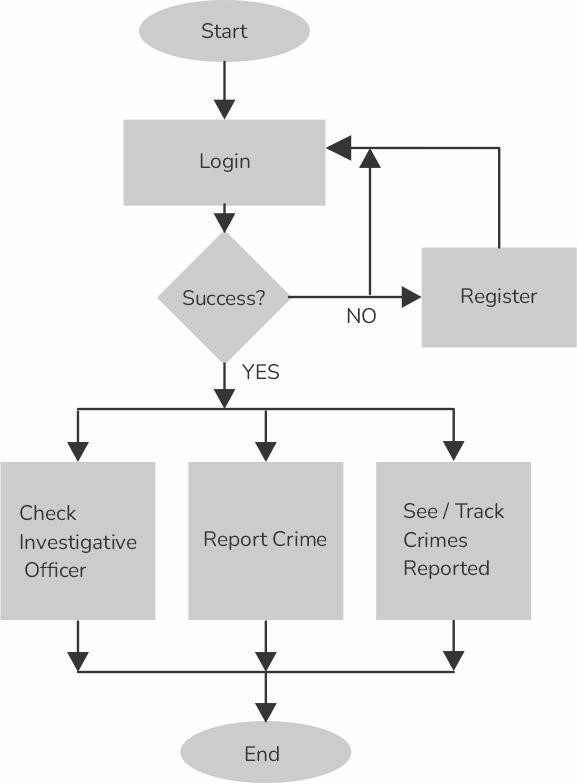 Start
Login
Success?
Register
NO
YES
Check
Investigative
Officer
Report Crime
See / Track
Crimes
Reported
End